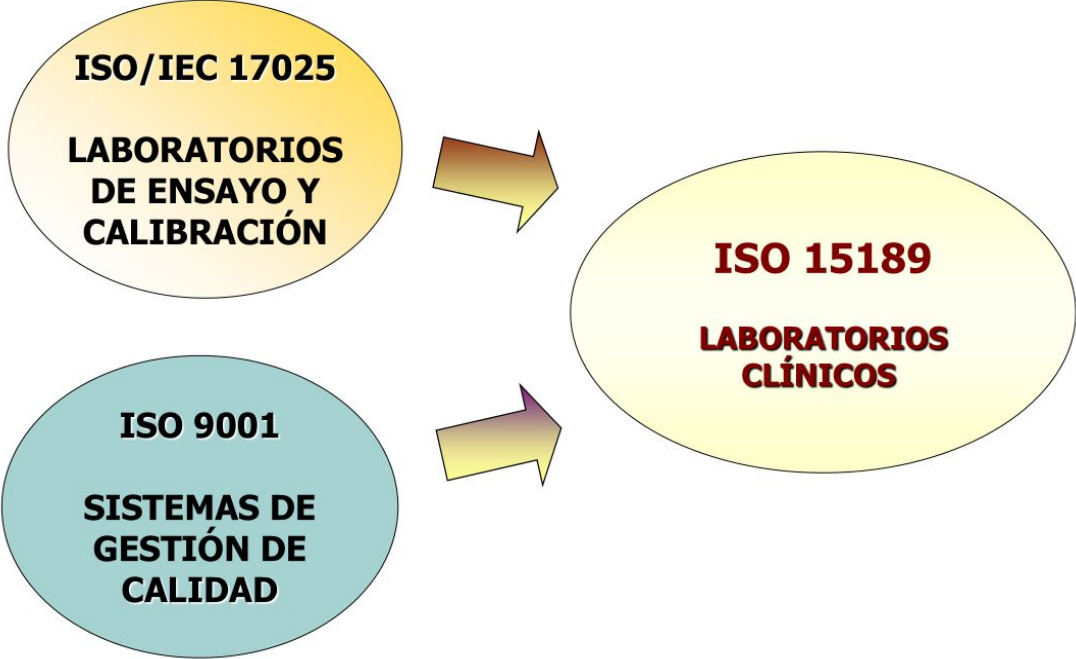 ISO/IEC 17025
LABORATORIOS
DE ENSAYO Y
CALIBRACIÓN
ISO 9001
SISTEMAS DE
GESTIÓN DE
CALIDAD
ISO 15189
LABORATORIOS
CLÍNICOS